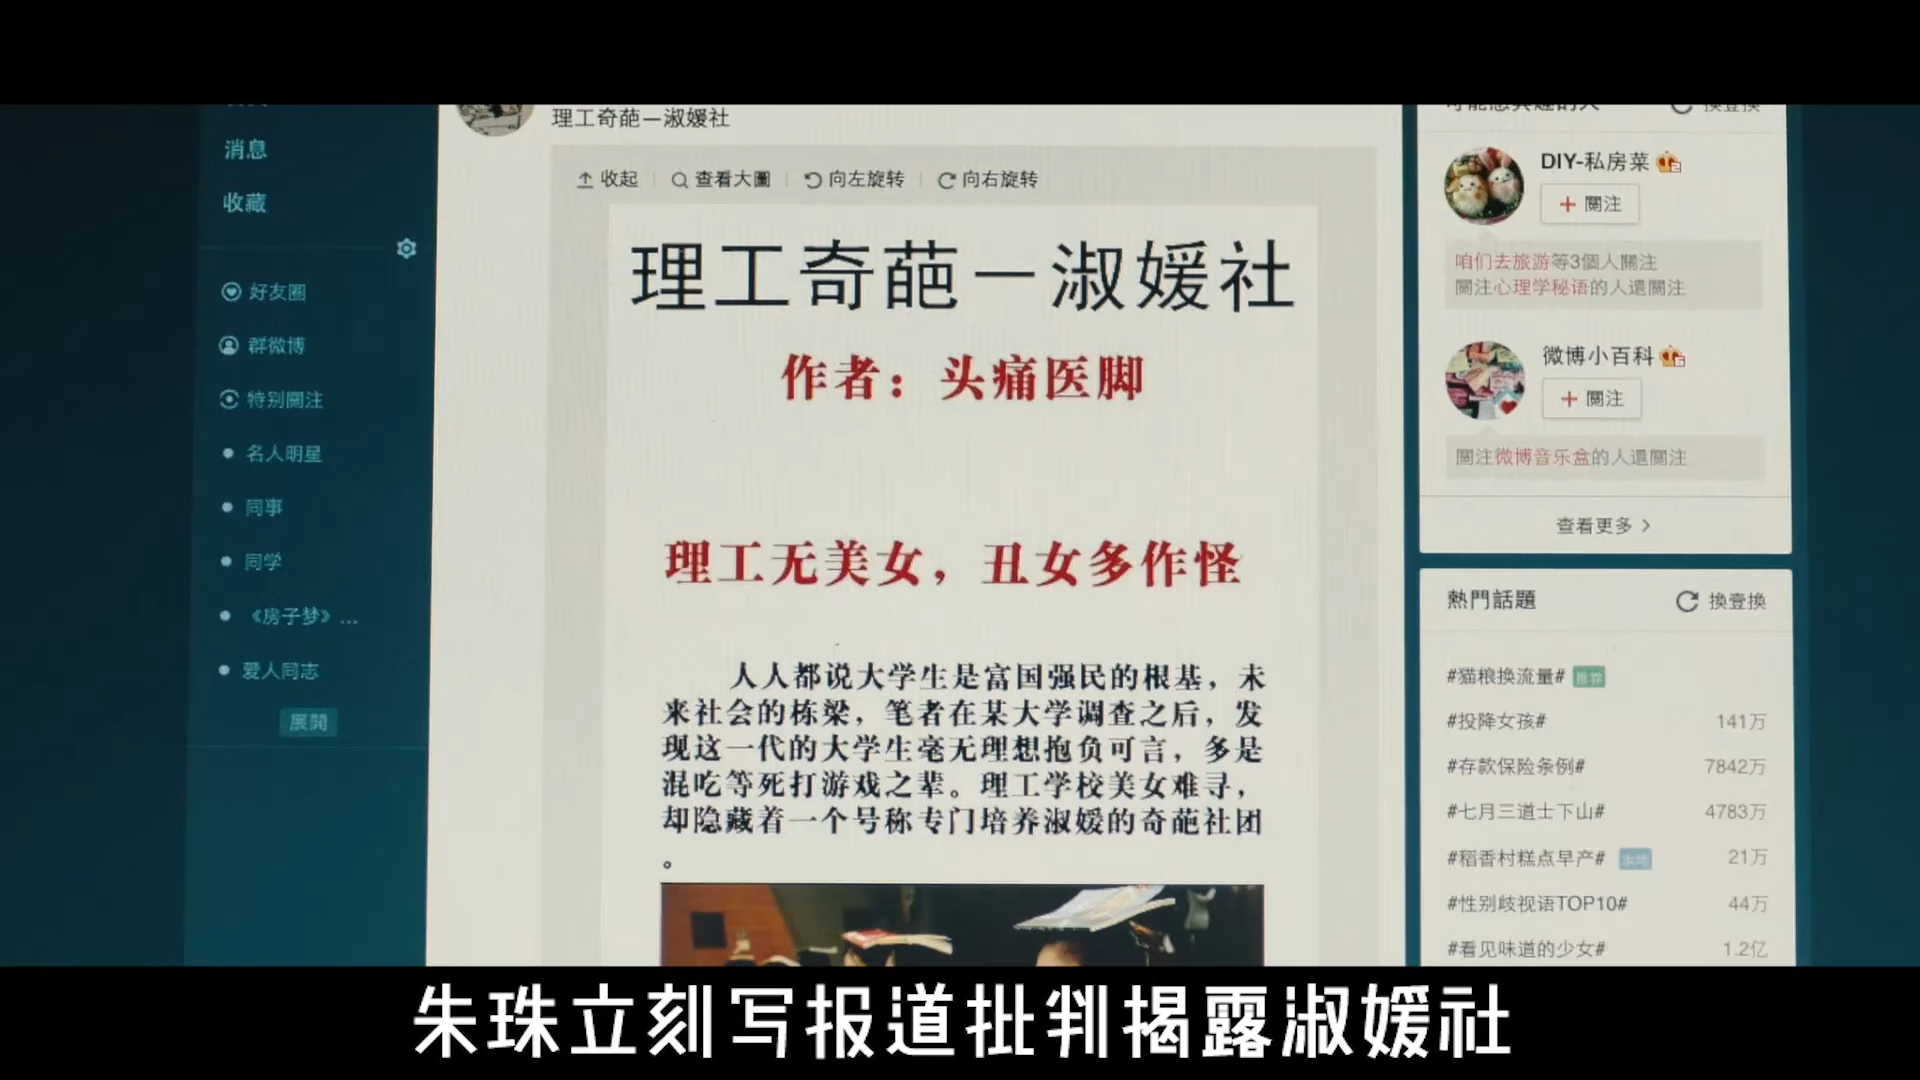 消息
收藏
好友圈
群微博
特别關注
名人明星
同事
同学
《房子梦》...
爱人同志
展開
理工奇葩—淑媛社
收起
查看大圖
向左旋转
向右旋转
理工奇葩—淑媛社
作者：头痛医脚
理工无美女，丑女多作怪
人人都说大学生是富国强民的根基，未
来社会的栋梁，笔者在某大学调查之后，发
现这一代的大学生毫无理想抱负可言，多是
混吃等死打游戏之辈。理工学校美女难寻，
却隐藏着一个号称专门培养淑媛的奇葩社团
。
换壹换
DIY-私房菜
+ 關注
咱们去旅游等3個人關注
關注心理学秘语的人還關注
微博小百科
+ 關注
關注微博音乐盒的人還關注
查看更多 >
熱門話題
换壹换
#猫粮换流量# 推荐
#投降女孩# 141万
#存款保险条例# 7842万
#七月三道士下山# 4783万
#稻香村糕点早产# 本地 21万
#性别歧视语TOP10# 44万
#看见味道的少女# 1.2亿
朱珠立刻写报道批判揭露淑媛社